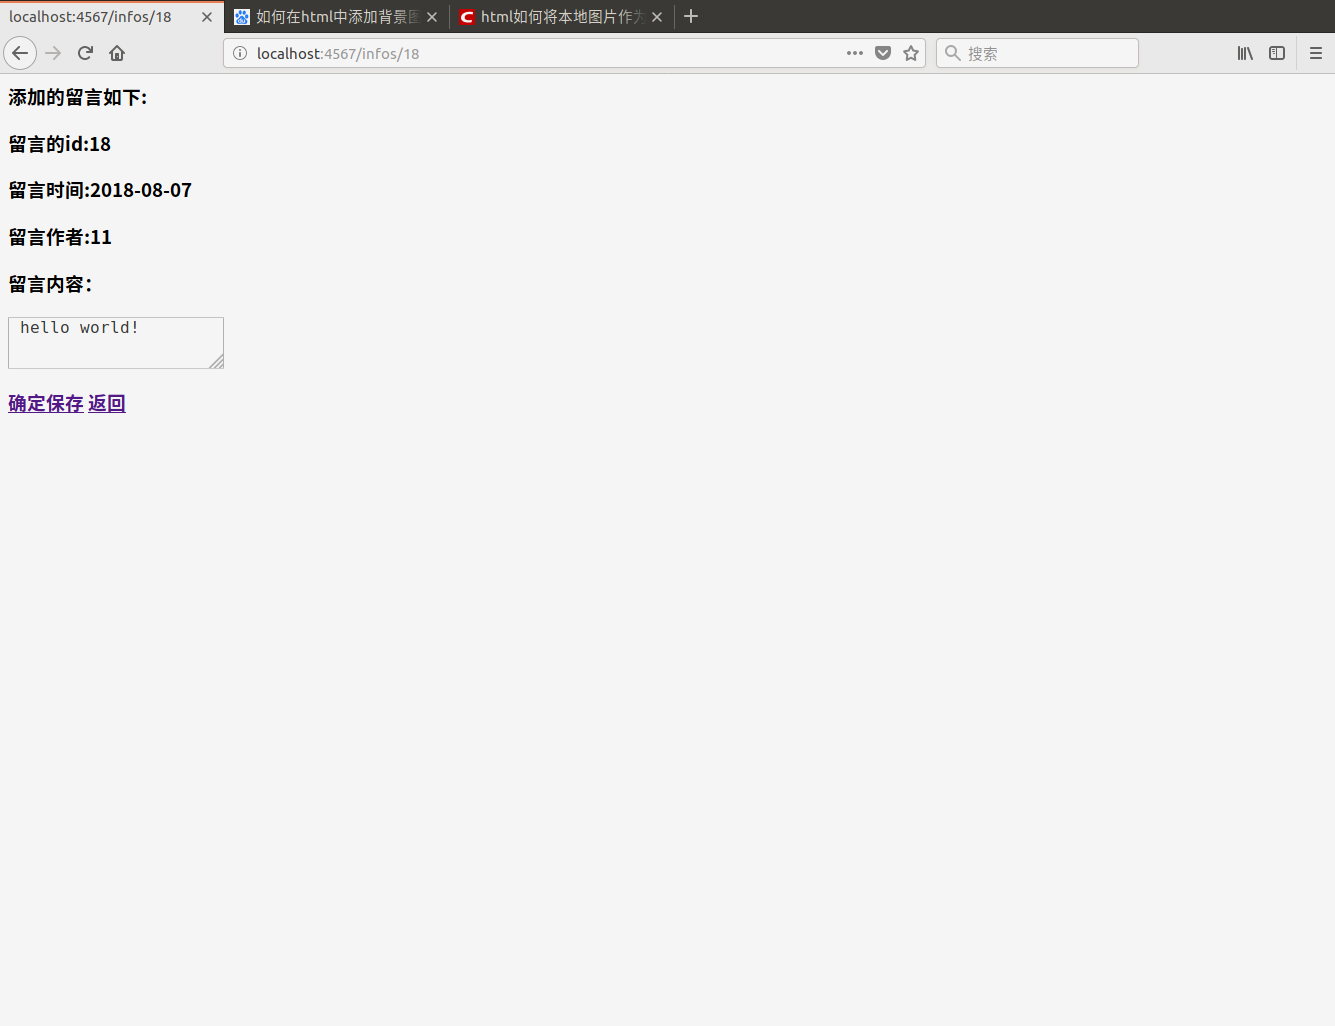 localhost:4567/infos/18
如何在html中添加背景图
html如何将本地图片作为
localhost:4567/infos/18
搜索
添加的留言如下:
留言的id:18
留言时间:2018-08-07
留言作者:11
留言内容：
hello world!
确定保存 返回